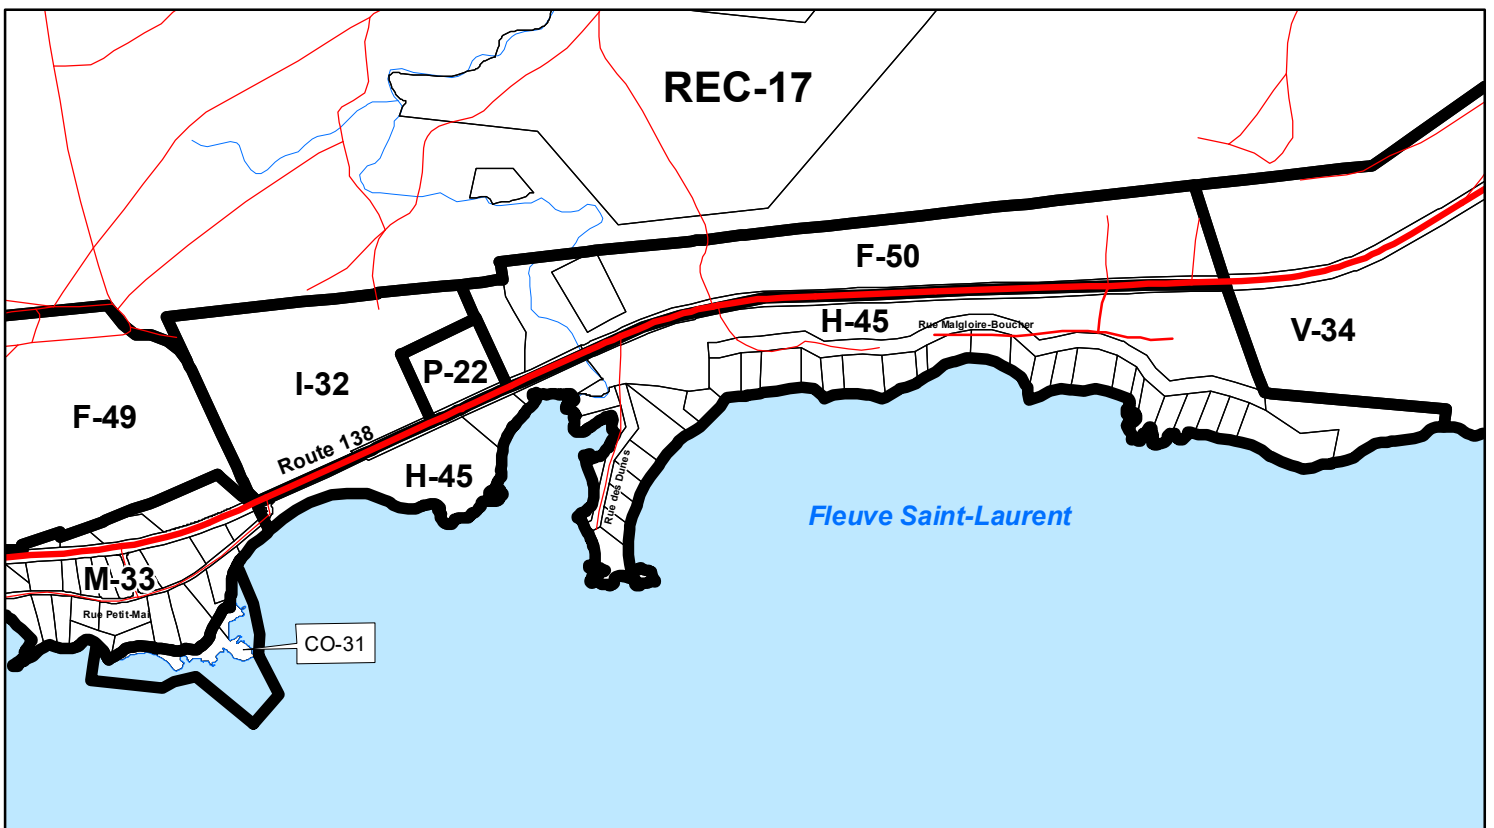 REC-17
F-50
H-45
Rue Malgloire-Boucher
V-34
P-22
I-32
F-49
Route 138
H-45
Rue des Dunes
Fleuve Saint-Laurent
M-33
Rue Petit-Mai
CO-31